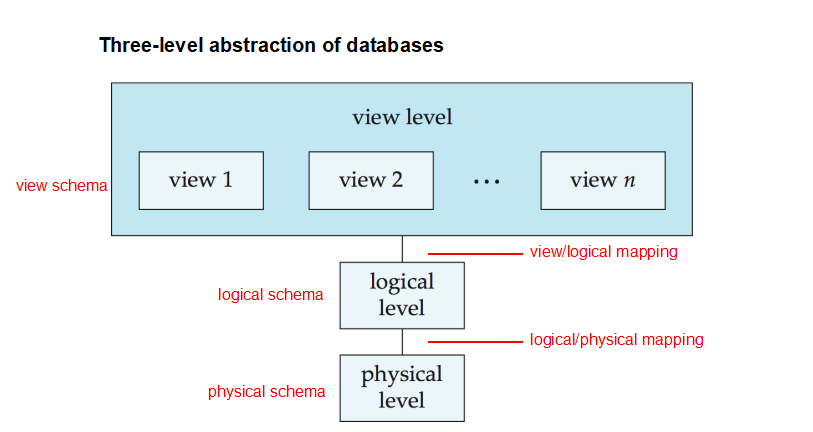 Three-level abstraction of databases
view level
view schema
view 1
view 2
...
view n
view/logical mapping
logical schema
logical
level
logical/physical mapping
physical schema
physical
level